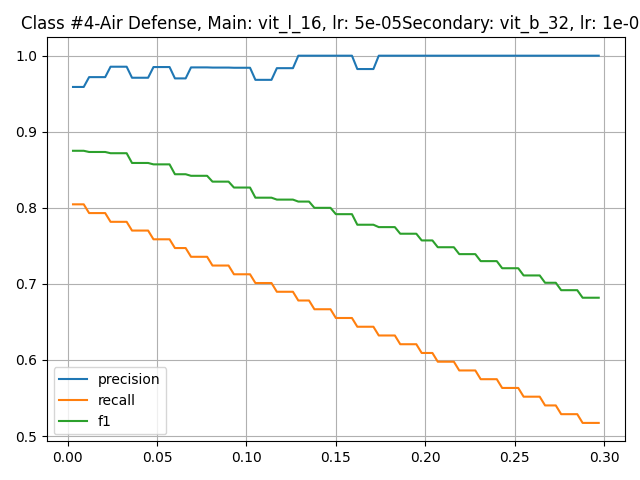 Class #4-Air Defense, Main: vit_l_16, lr: 5e-05Secondary: vit_b_32, lr: 1e-0
1.0
0.9
0.8
0.7
0.6
0.5
precision
recall
f1
0.00 0.05 0.10 0.15 0.20 0.25 0.30